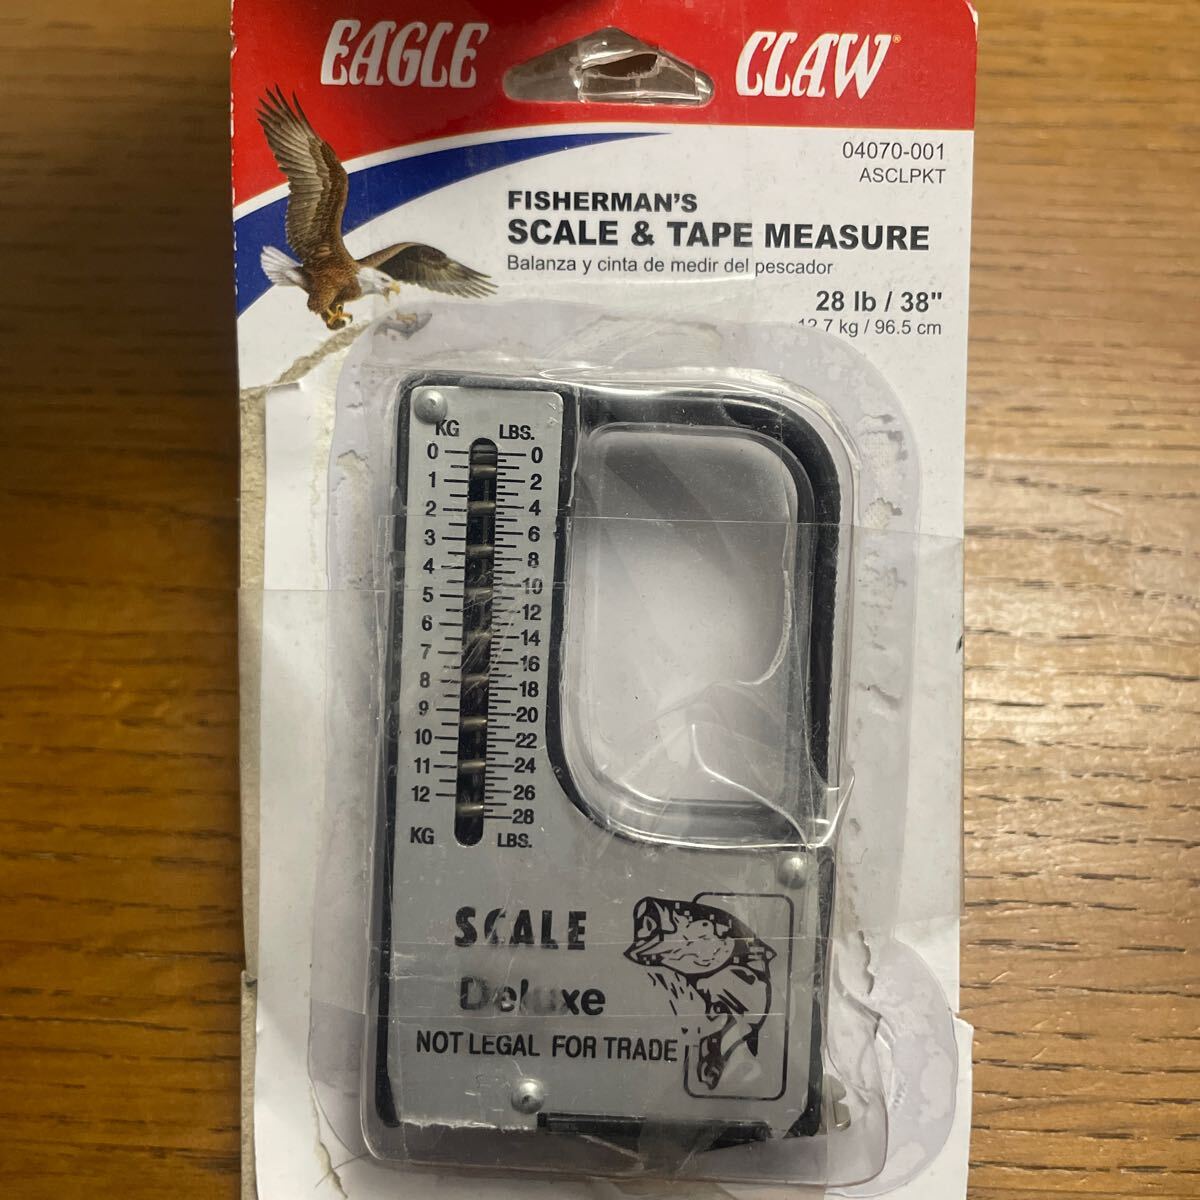 EAGLE CLAW®
04070-001
ASCLPKT
FISHERMAN'S
SCALE & TAPE MEASURE
Balanza y cinta de medir del pescador
28 lb / 38"
12.7 kg / 96.5 cm
KG LBS.
0 0
1 2
2 4
3 6
4 8
5 10
6 12
7 14
8 16
9 18
10 20
11 22
12 24
26
28
KG LBS.
SCALE
Deluxe
NOT LEGAL FOR TRADE